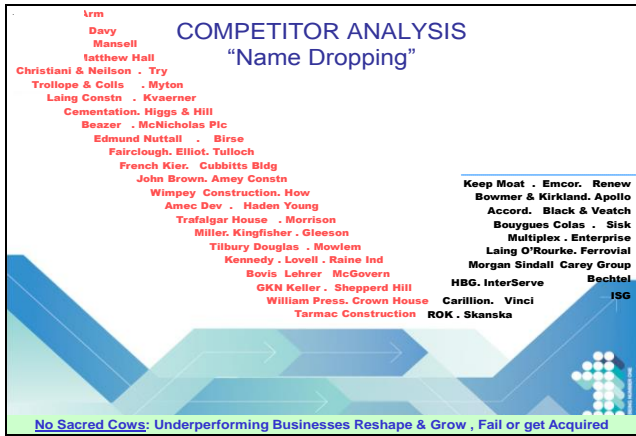 Arm
COMPETITOR ANALYSIS
“Name Dropping”
Davy
Mansell
Matthew Hall
Christiani & Neilson . Try
Trollope & Colls . Myton
Laing Constn . Kvaerner
Cementation. Higgs & Hill
Beazer . McNicholas Plc
Edmund Nuttall . Birse
Fairclough. Elliot. Tulloch
French Kier. Cubbitts Bldg
John Brown. Amey Constn
Wimpey Construction. How
Amec Dev . Haden Young
Trafalgar House . Morrison
Miller. Kingfisher . Gleeson
Tilbury Douglas . Mowlem
Kennedy . Lovell . Raine Ind
Bovis Lehrer McGovern
GKN Keller . Shepperd Hill
William Press. Crown House
Tarmac Construction
Keep Moat . Emcor. Renew
Bowmer & Kirkland. Apollo
Accord. Black & Veatch
Bouygues Colas . Sisk
Multiplex . Enterprise
Laing O’Rourke. Ferrovial
Morgan Sindall Carey Group
Bechtel
HBG. InterServe
ISG
Carillion. Vinci
ROK . Skanska
No Sacred Cows: Underperforming Businesses Reshape & Grow , Fail or get Acquired